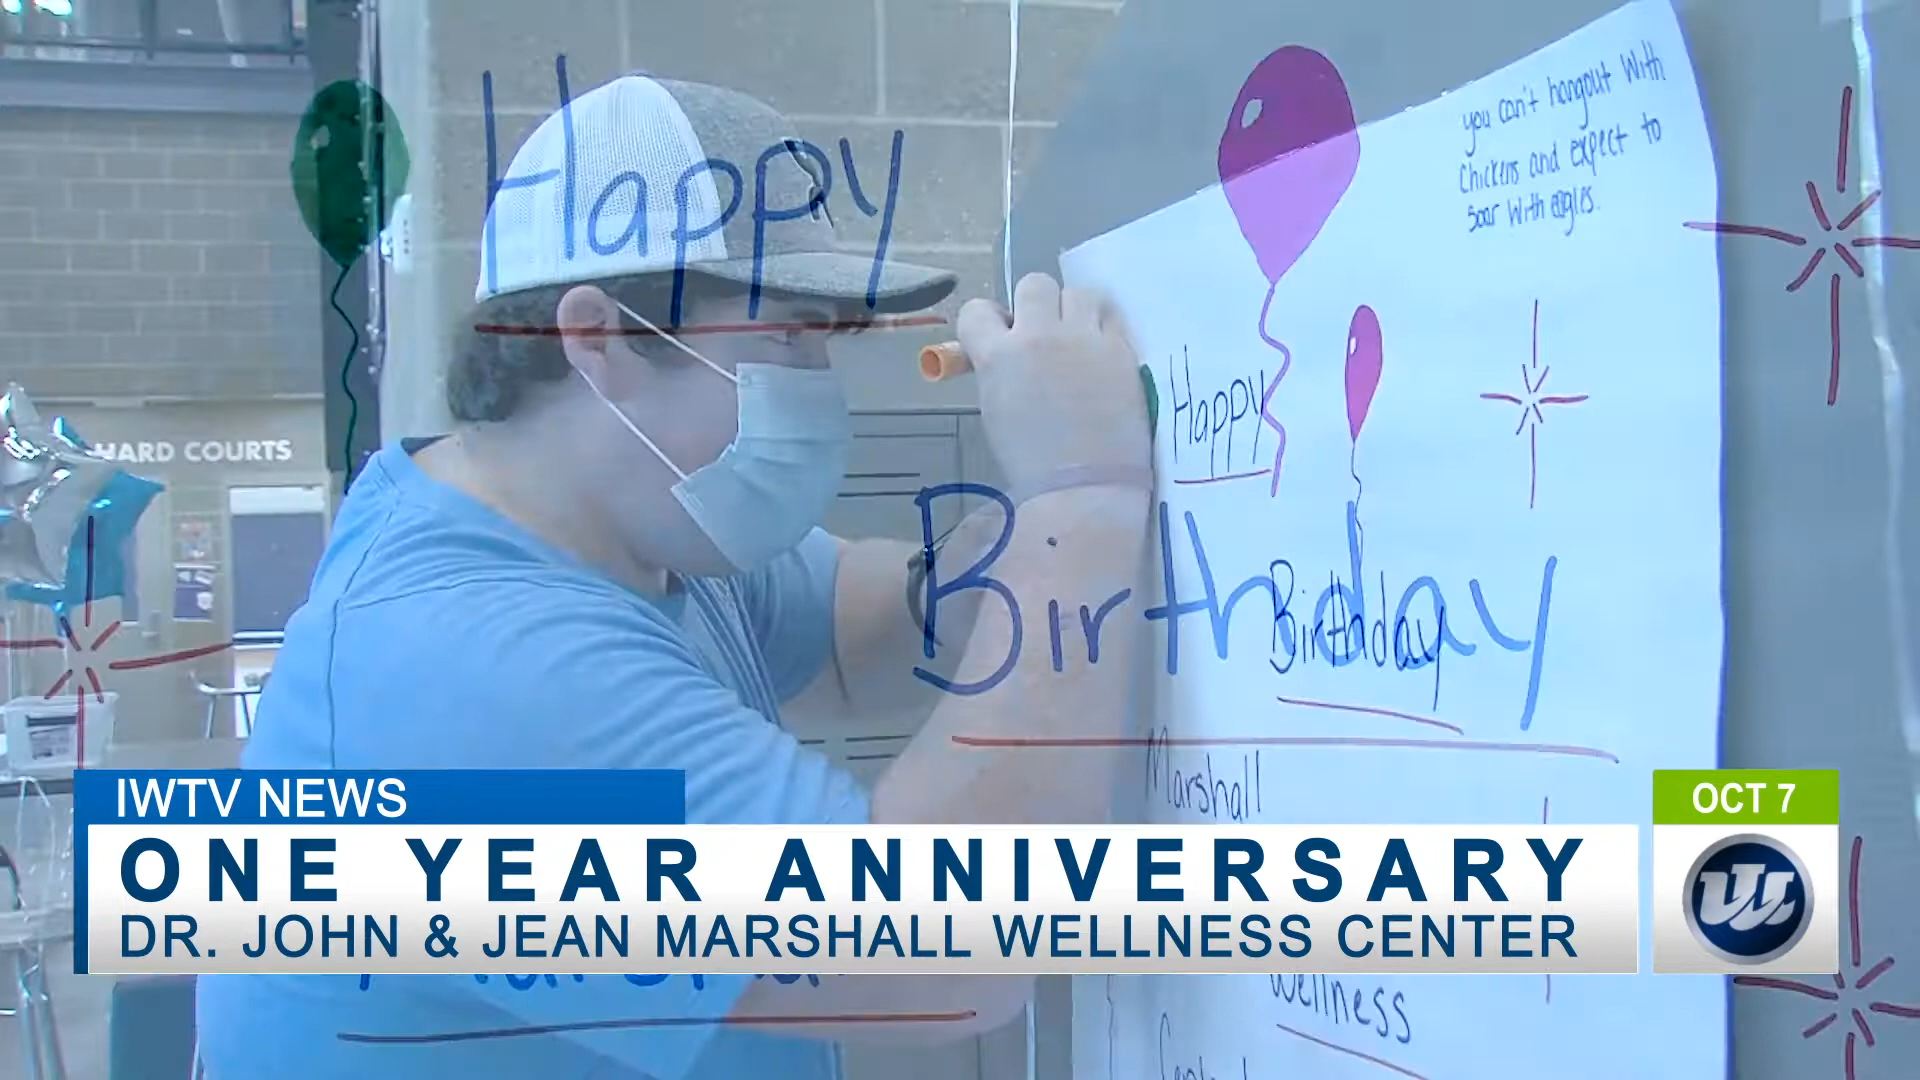 Happy
you can't hangout With
Chickens and expect to
soar With eagles.
Happy
HARD COURTS
Birthday
Birthday
Marshall
IWTV NEWS
OCT 7
ONE YEAR ANNIVERSARY
DR. JOHN & JEAN MARSHALL WELLNESS CENTER
Wellness